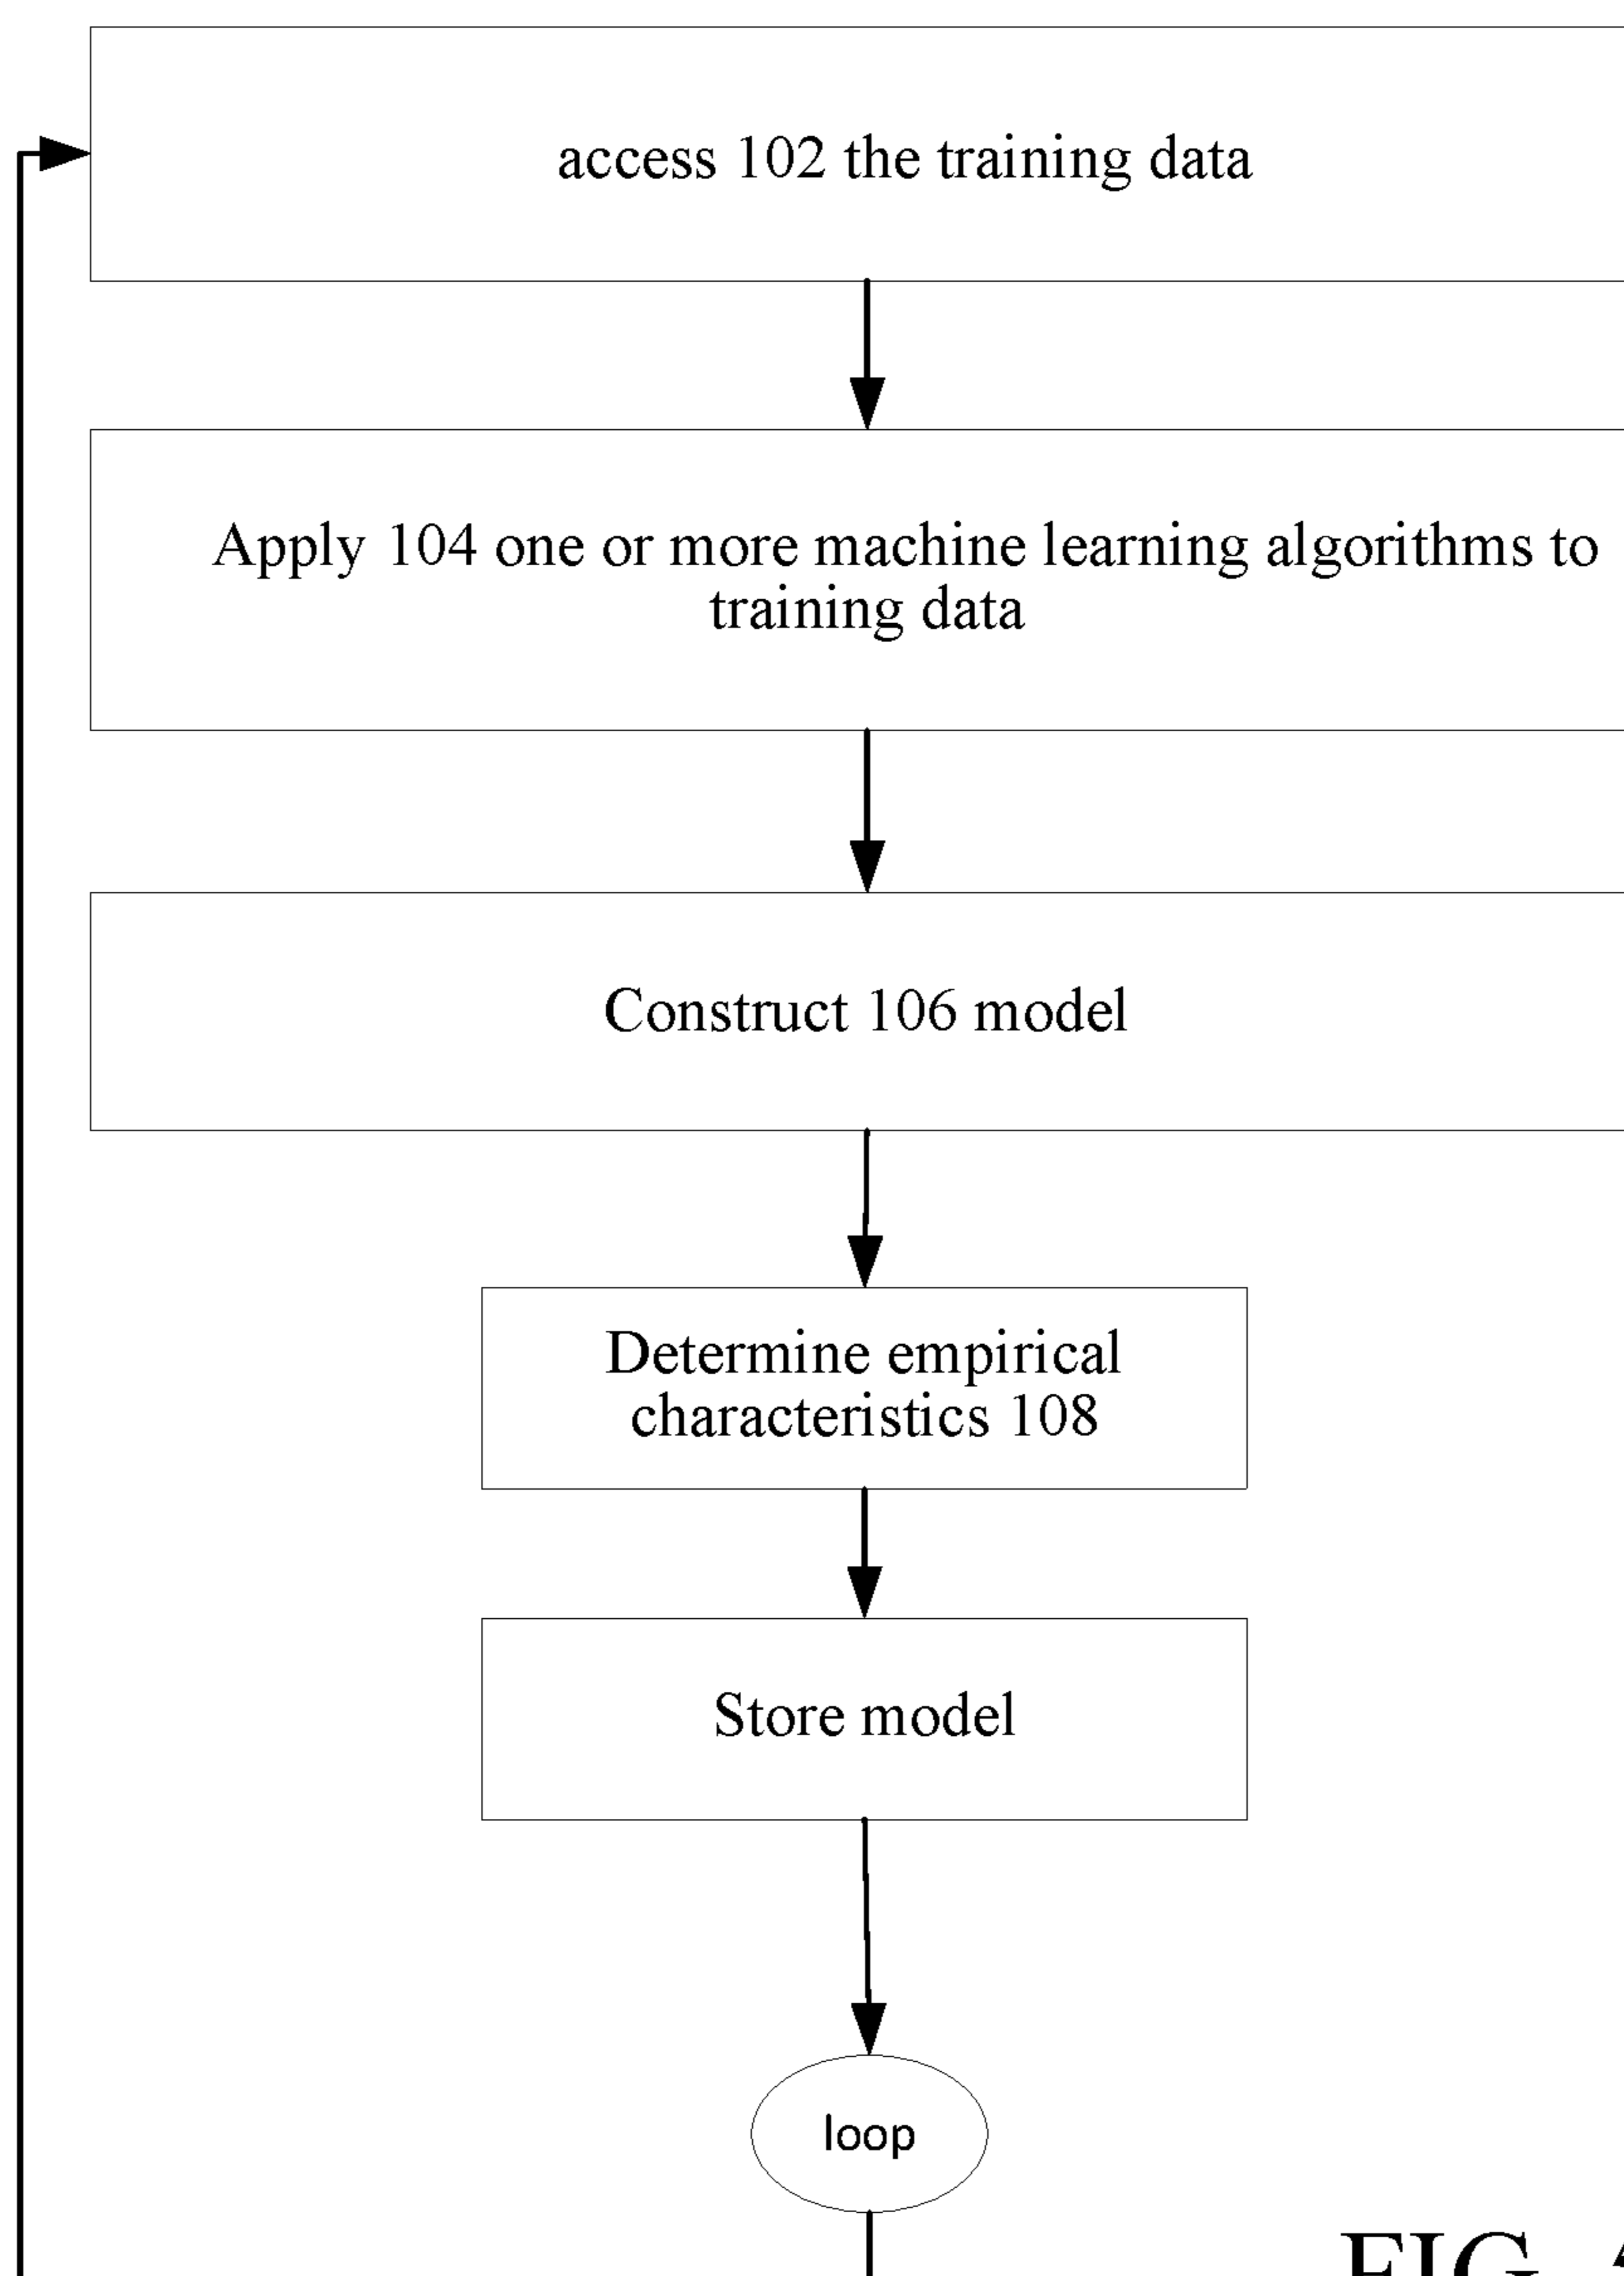 access 102 the training data
Apply 104 one or more machine learning algorithms to
training data
Construct 106 model
Determine empirical
characteristics 108
Store model
loop
FIG.